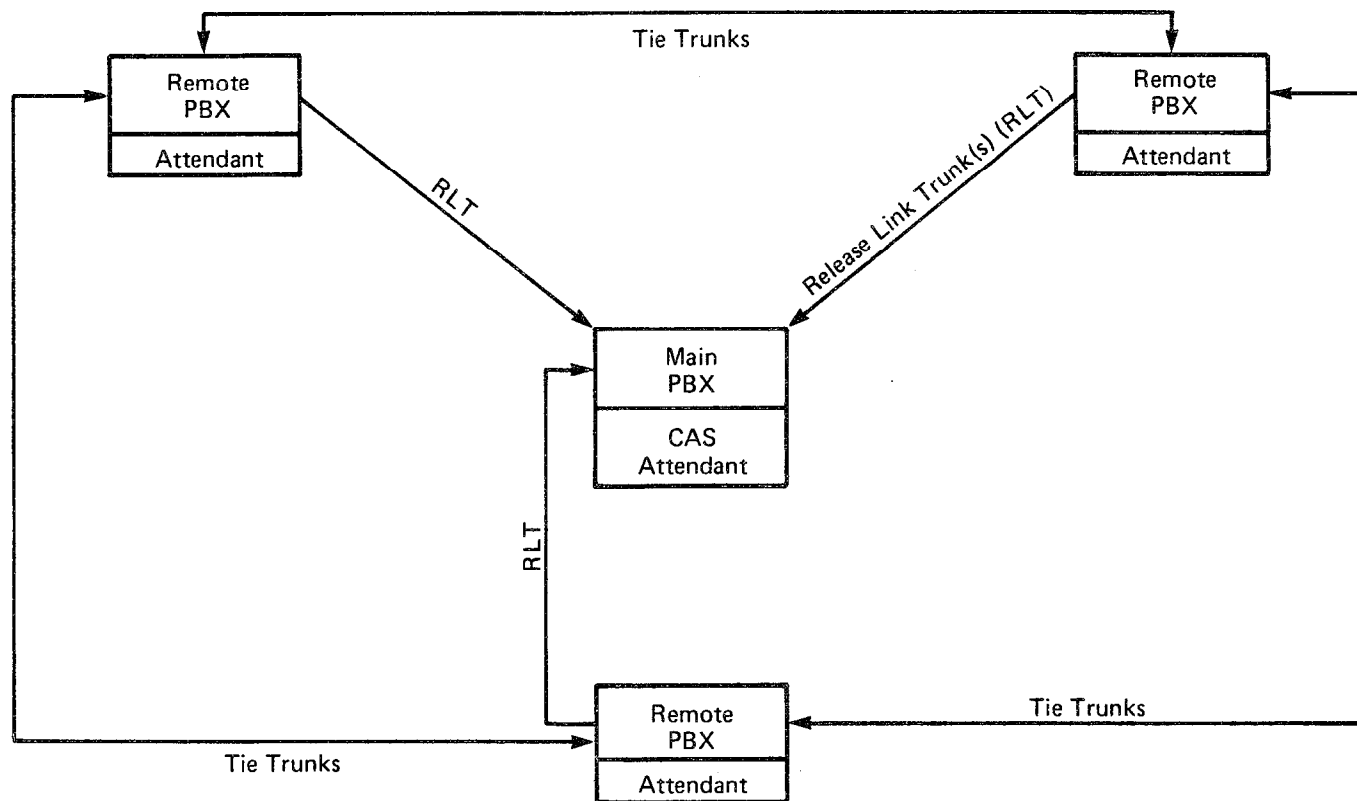 Tie Trunks
Remote
PBX
Attendant
Remote
PBX
Attendant
RLT
Release Link Trunk(s) (RLT)
Main
PBX
CAS
Attendant
RLT
Remote
PBX
Attendant
Tie Trunks
Tie Trunks